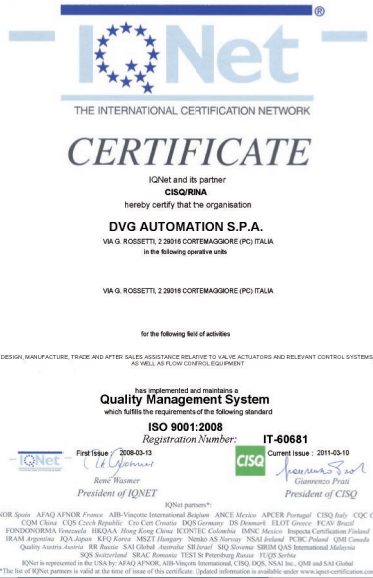 IQNet ®
THE INTERNATIONAL CERTIFICATION NETWORK
CERTIFICATE
IQNet and its partner
CISQ/RINA
hereby certify that the organisation
DVG AUTOMATION S.P.A.
VIA G. ROSSETTI, 2 29016 CORTEMAGGIORE (PC) ITALIA
in the following operative units
VIA G. ROSSETTI, 2 29016 CORTEMAGGIORE (PC) ITALIA
for the following field of activities
DESIGN, MANUFACTURE, TRADE AND AFTER SALES ASSISTANCE RELATIVE TO VALVE ACTUATORS AND RELEVANT CONTROL SYSTEMS
AS WELL AS FLOW CONTROL EQUIPMENT
has implemented and maintains a
Quality Management System
which fulfills the requirements of the following standard
ISO 9001:2008
Registration Number: IT-60681
First Issue : 2008-03-13
Current Issue : 2011-03-10
IQNet
CISQ
René Wasmer
President of IQNET
Gianrenzo Prati
President of CISQ
IQNet partners*:
NOR Spain AFAQ AFNOR France AIB-Vinçotte International Belgium ANCE Mexico APCER Portugal CISQ Italy CQC C
CQM China CQS Czech Republic Cro Cert Croatia DQS Germany DS Denmark ELOT Greece FCAV Brazil
FONDONORMA Venezuela HKQAA Hong Kong China ICONTEC Colombia IMNC Mexico Inspecta Certification Finland
IRAM Argentina JQA Japan KFQ Korea MSZT Hungary Nemko AS Norway NSAI Ireland PCBC Poland QMI Canada
Quality Austria Austria RR Russia SAI Global Australia SII Israel SIQ Slovenia SIRIM QAS International Malaysia
SQS Switzerland SRAC Romania TEST St Petersburg Russia YUQS Serbia
IQNet is represented in the USA by: AFAQ AFNOR, AIB-Vinçotte International, CISQ, DQS, NSAI Inc., QMI and SAI Global
*The list of IQNet partners is valid at the time of issue of this certificate. Updated information is available under www.iqnet-certification.com